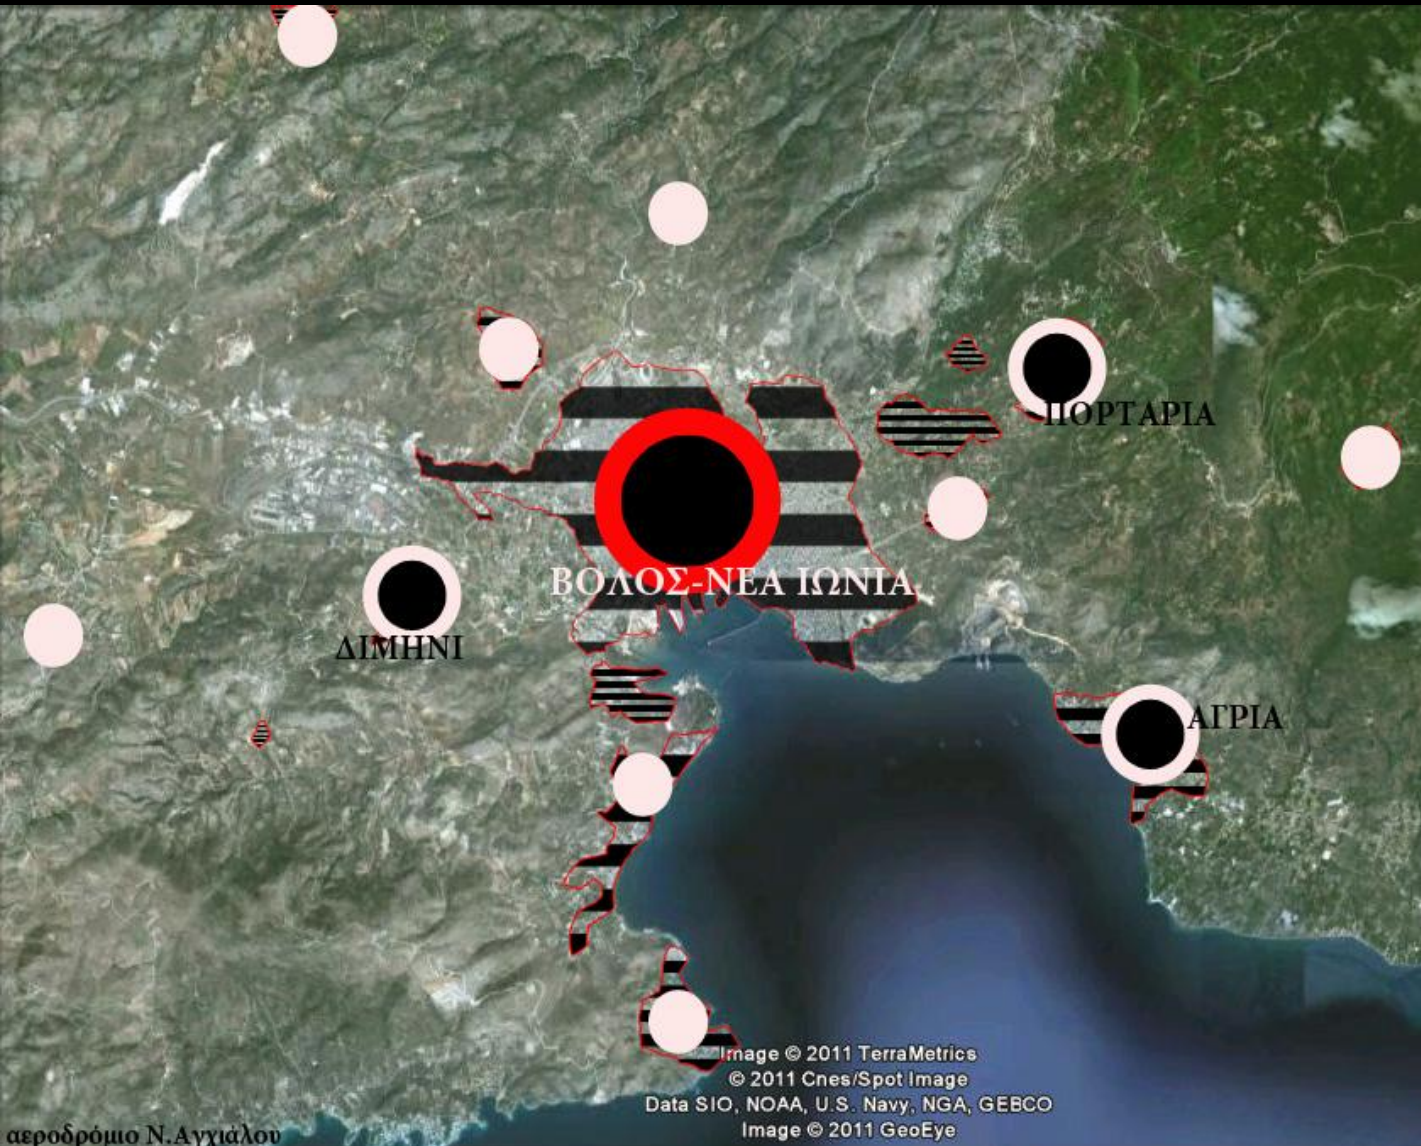 ΠΟΡΤΑΡΙΑ
ΒΟΛΟΣ-ΝΕΑ ΙΩΝΙΑ
ΔΙΜΗΝΙ
ΑΓΡΙΑ
Image © 2011 TerraMetrics
© 2011 Cnes/Spot Image
Data SIO, NOAA, U.S. Navy, NGA, GEBCO
Image © 2011 GeoEye
αεροδρόμιο Ν.Αγχιάλου